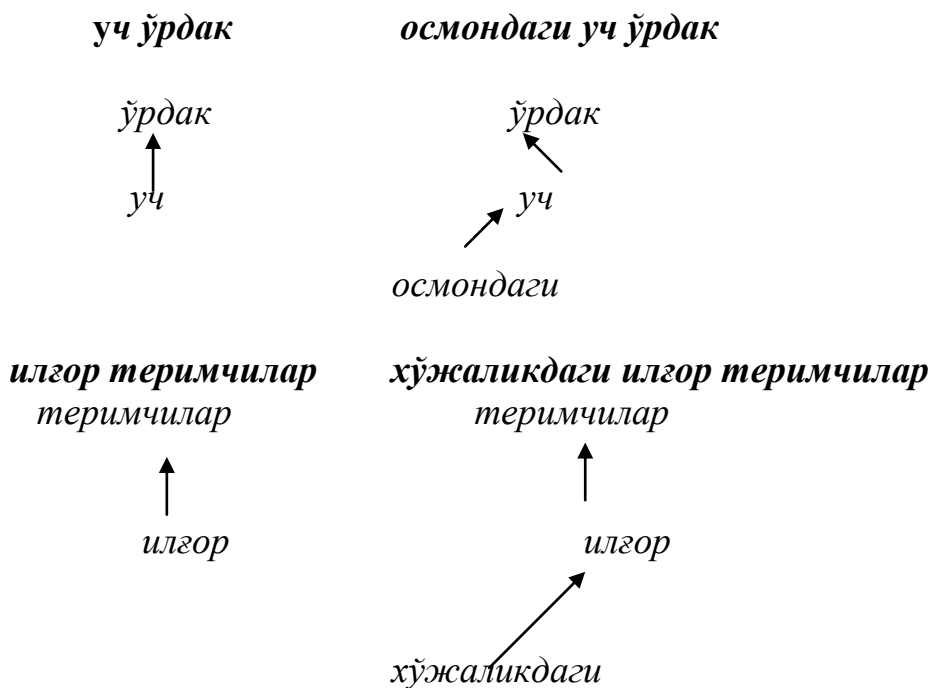 уч ўрдак осмондаги уч ўрдак
ўрдак ўрдак
уч уч
осмондаги
илғор теримчилар хўжаликдаги илғор теримчилар
теримчилар теримчилар
илғор илғор
хўжаликдаги